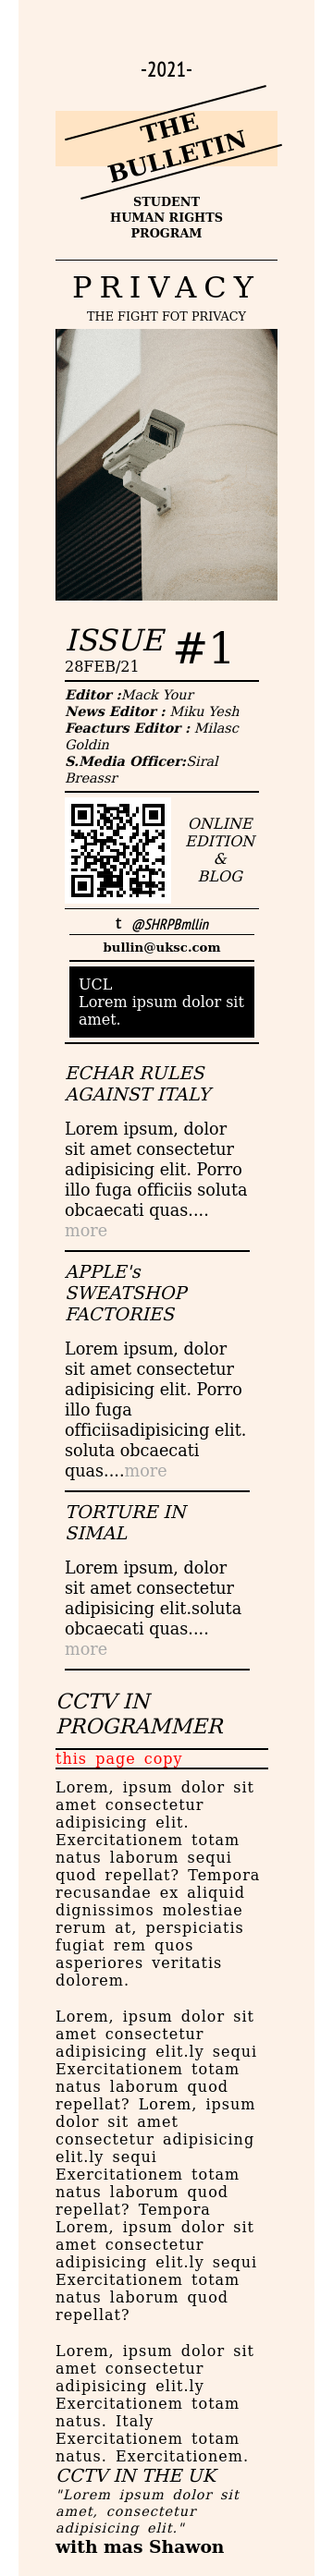 -2021-
THE
BULLETIN
STUDENT
HUMAN RIGHTS
PROGRAM
PRIVACY
THE FIGHT FOT PRIVACY
ISSUE #1
28FEB/21
Editor :Mack Your
News Editor : Miku Yesh
Feacturs Editor : Milasc
Goldin
S.Media Officer:Siral
Breassr
ONLINE
EDITION
&
BLOG
t @SHRPBmllin
bullin@uksc.com
UCL
Lorem ipsum dolor sit
amet.
ECHAR RULES
AGAINST ITALY
Lorem ipsum, dolor
sit amet consectetur
adipisicing elit. Porro
illo fuga officiis soluta
obcaecati quas....
more
APPLE's
SWEATSHOP
FACTORIES
Lorem ipsum, dolor
sit amet consectetur
adipisicing elit. Porro
illo fuga
officiisadipisicing elit.
soluta obcaecati
quas....more
TORTURE IN
SIMAL
Lorem ipsum, dolor
sit amet consectetur
adipisicing elit.soluta
obcaecati quas....
more
CCTV IN
PROGRAMMER
this page copy
Lorem, ipsum dolor sit
amet consectetur
adipisicing elit.
Exercitationem totam
natus laborum sequi
quod repellat? Tempora
recusandae ex aliquid
dignissimos molestiae
rerum at, perspiciatis
fugiat rem quos
asperiores veritatis
dolorem.
Lorem, ipsum dolor sit
amet consectetur
adipisicing elit.ly sequi
Exercitationem totam
natus laborum quod
repellat? Lorem, ipsum
dolor sit amet
consectetur adipisicing
elit.ly sequi
Exercitationem totam
natus laborum quod
repellat? Tempora
Lorem, ipsum dolor sit
amet consectetur
adipisicing elit.ly sequi
Exercitationem totam
natus laborum quod
repellat?
Lorem, ipsum dolor sit
amet consectetur
adipisicing elit.ly
Exercitationem totam
natus. Italy
Exercitationem totam
natus. Exercitationem.
CCTV IN THE UK
"Lorem ipsum dolor sit
amet, consectetur
adipisicing elit."
with mas Shawon